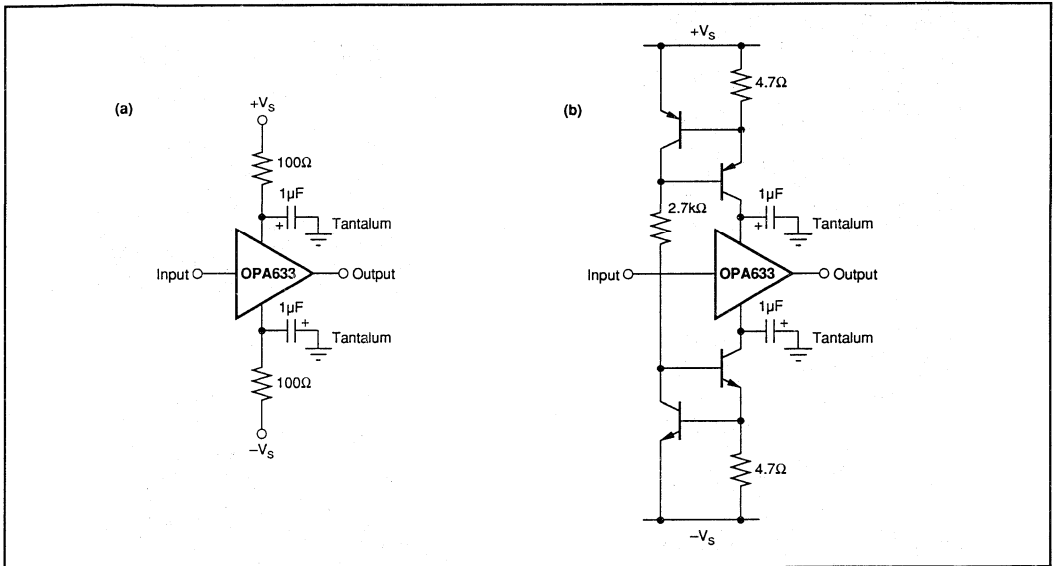 (a)
+VS
100Ω
1µF
+
Tantalum
Input
OPA633
Output
1µF
+
Tantalum
100Ω
–VS
(b)
+VS
4.7Ω
2.7kΩ
1µF
+
Tantalum
Input
OPA633
Output
1µF
+
Tantalum
4.7Ω
–VS